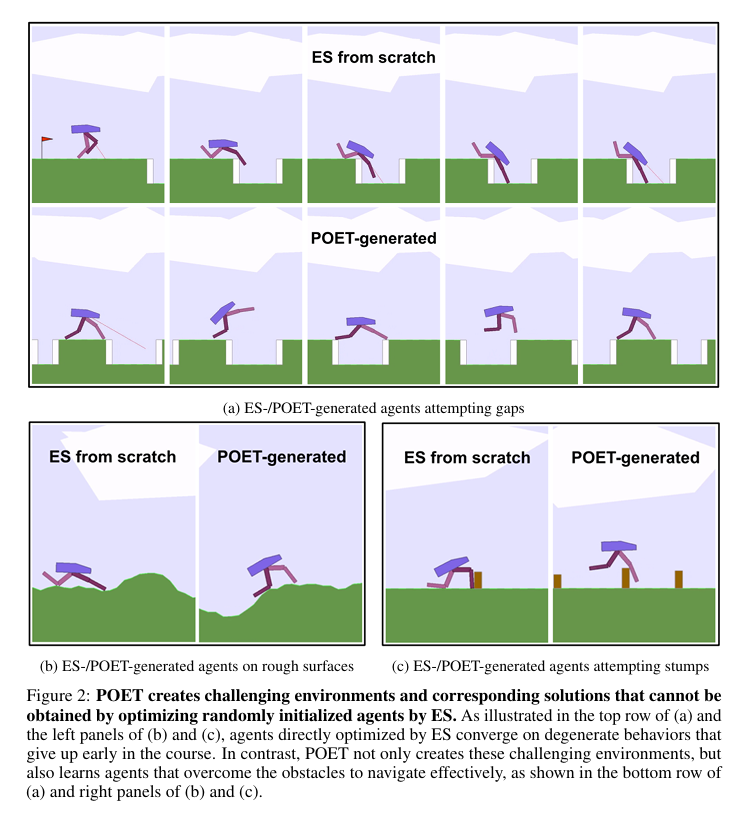 ES from scratch
POET-generated
(a) ES-/POET-generated agents attempting gaps
ES from scratch
POET-generated
ES from scratch
POET-generated
(b) ES-/POET-generated agents on rough surfaces
(c) ES-/POET-generated agents attempting stumps
Figure 2: POET creates challenging environments and corresponding solutions that cannot be
obtained by optimizing randomly initialized agents by ES. As illustrated in the top row of (a) and
the left panels of (b) and (c), agents directly optimized by ES converge on degenerate behaviors that
give up early in the course. In contrast, POET not only creates these challenging environments, but
also learns agents that overcome the obstacles to navigate effectively, as shown in the bottom row of
(a) and right panels of (b) and (c).